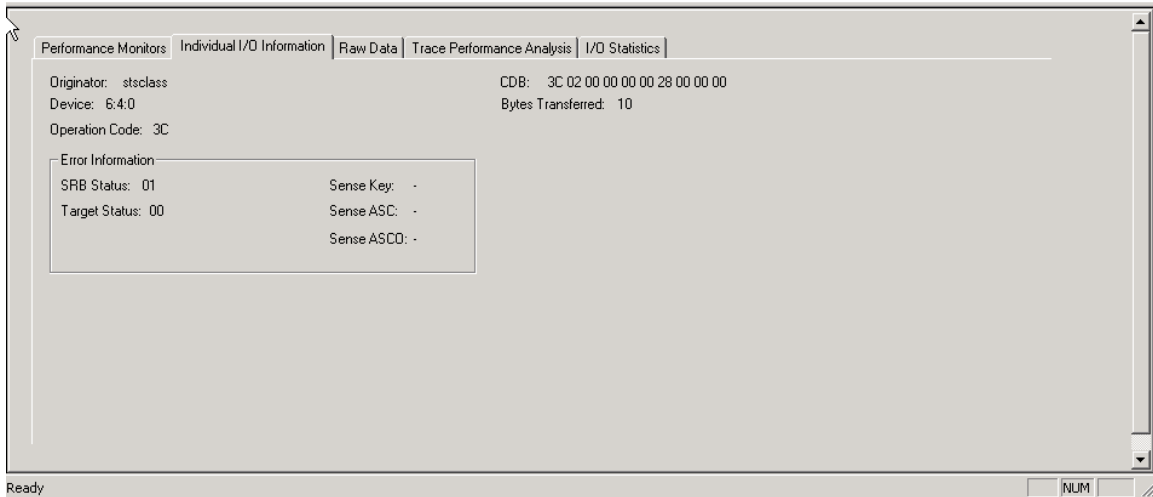 Performance Monitors Individual I/O Information Raw Data Trace Performance Analysis I/O Statistics
Originator: stsclass CDB: 3C 02 00 00 00 00 28 00 00 00
Device: 6:4:0 Bytes Transferred: 10
Operation Code: 3C
Error Information
SRB Status: 01 Sense Key: -
Target Status: 00 Sense ASC: -
Sense ASCQ: -
Ready NUM